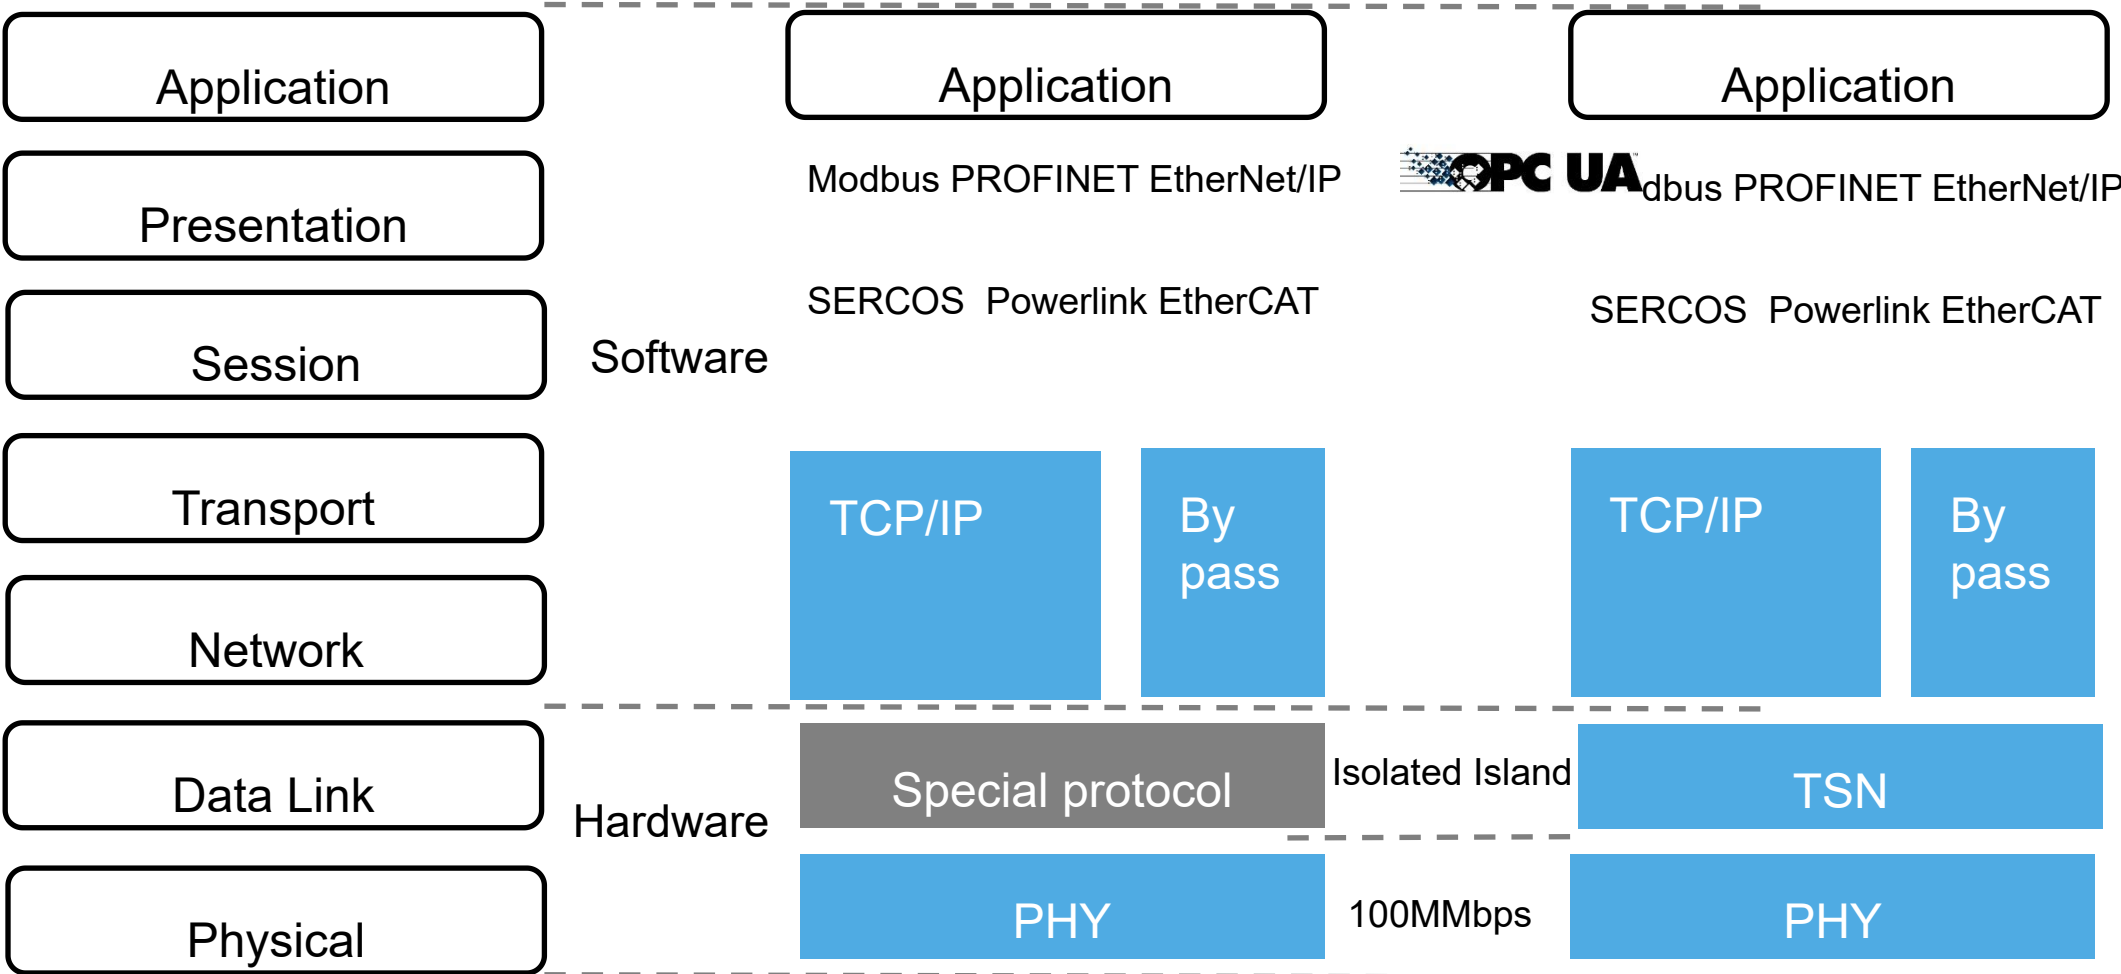 Application
Presentation
Session
Transport
Network
Data Link
Physical
Software
Hardware
Application
Modbus PROFINET EtherNet/IP
SERCOS Powerlink EtherCAT
TCP/IP
By
pass
Special protocol
PHY
Isolated Island
100MMbps
Application
OPC UA
dbus PROFINET EtherNet/IP
SERCOS Powerlink EtherCAT
TCP/IP
By
pass
TSN
PHY